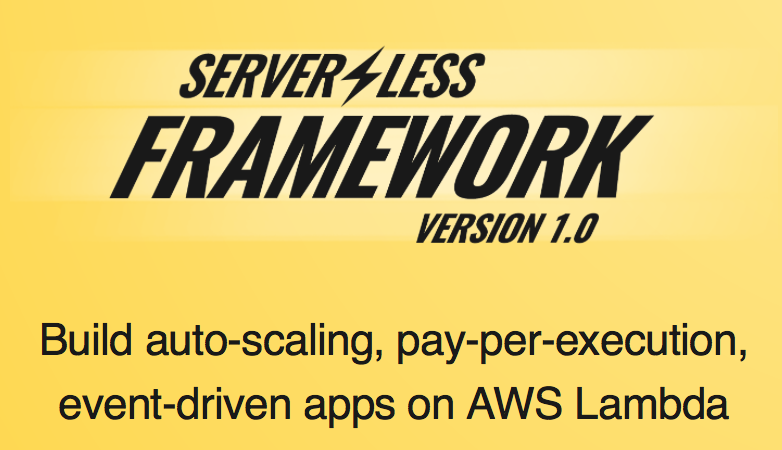 SERVERLESS
FRAMEWORK
VERSION 1.0
Build auto-scaling, pay-per-execution,
event-driven apps on AWS Lambda